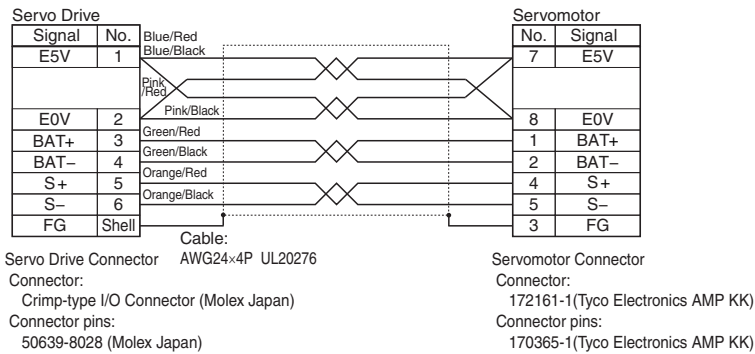 Servo Drive Servomotor
Signal No. Blue/Red No. Signal
Blue/Black
E5V 1 7 E5V
Pink
/Red
Pink/Black
E0V 2 8 E0V
Green/Red
BAT+ 3 1 BAT+
Green/Black
BAT− 4 2 BAT−
Orange/Red
S+ 5 4 S+
Orange/Black
S− 6 5 S−
FG Shell 3 FG
Cable:
Servo Drive Connector AWG24×4P UL20276 Servomotor Connector
Connector: Connector:
Crimp-type I/O Connector (Molex Japan) 172161-1(Tyco Electronics AMP KK)
Connector pins: Connector pins:
50639-8028 (Molex Japan) 170365-1(Tyco Electronics AMP KK)